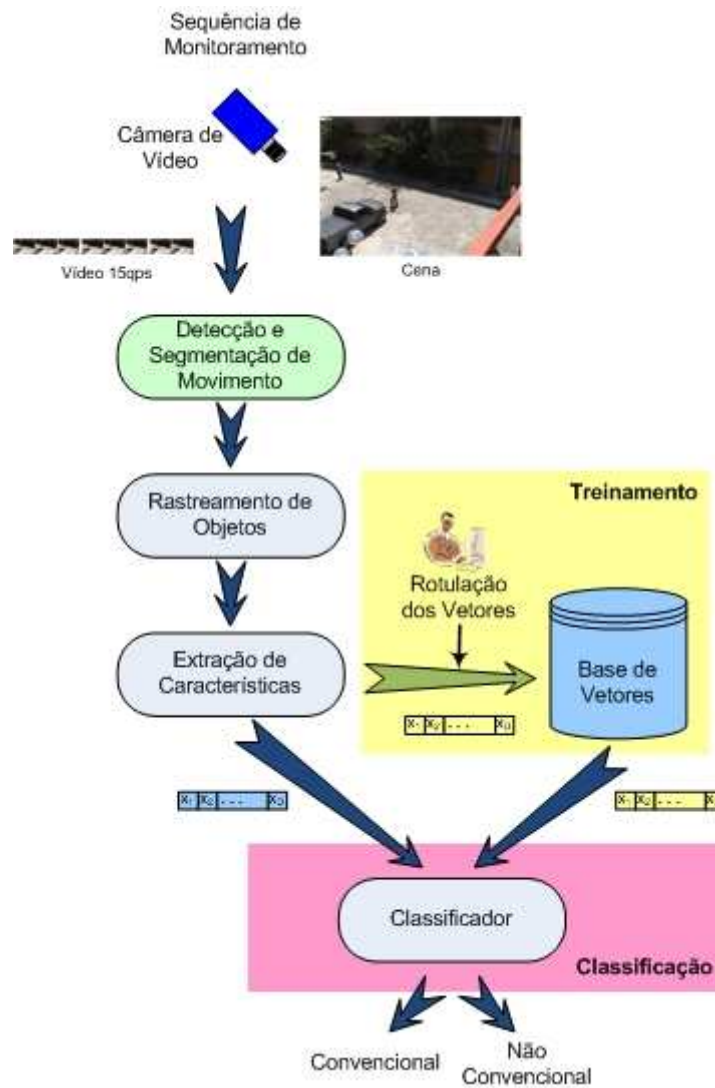 Sequência de
Monitoramento
Câmera de
Vídeo
Vídeo 15qps
Cena
Detecção e
Segmentação de
Movimento
Rastreamento de
Objetos
Treinamento
Rotulação
dos Vetores
Extração de
Características
Base de
Vetores
Classificador
Classificação
Convencional
Não
Convencional